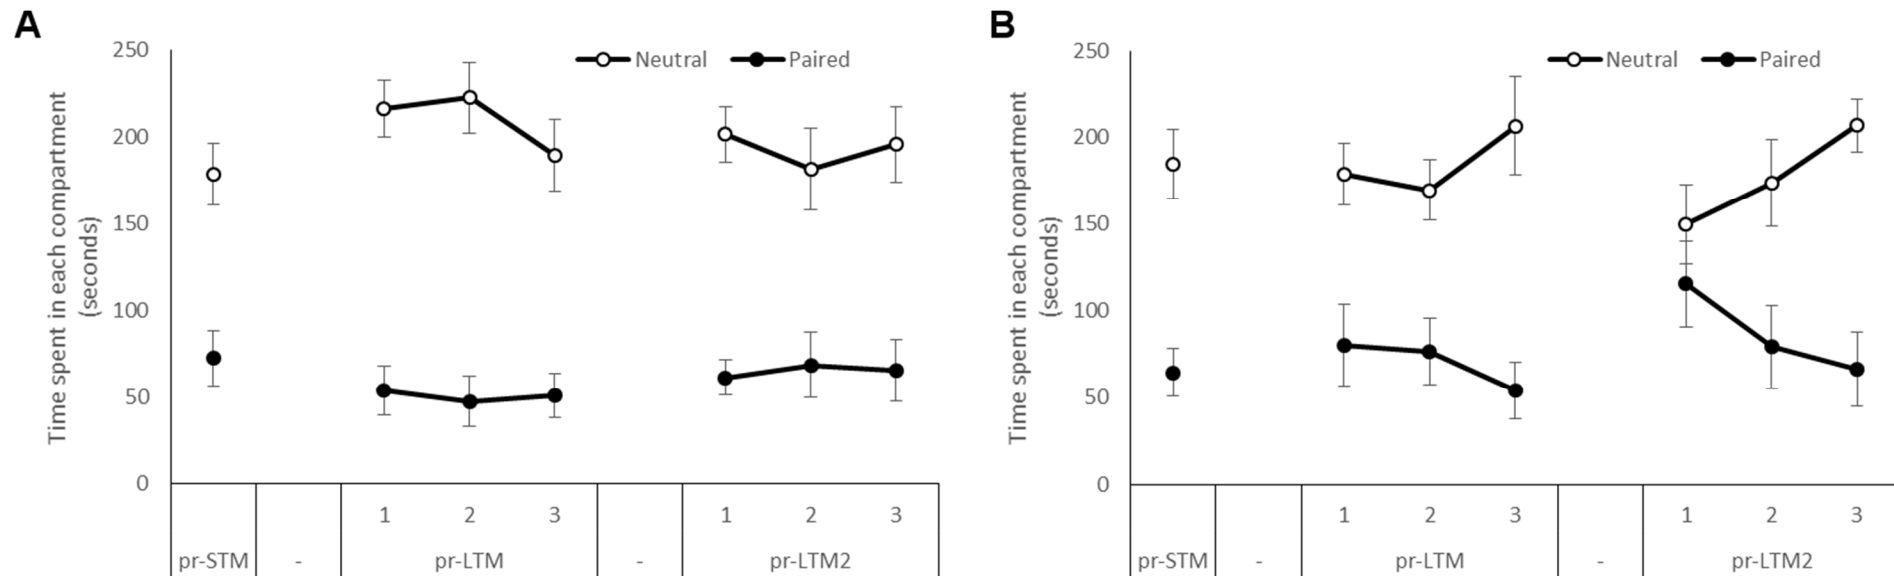 A
Time spent in each compartment
(seconds)
250
200
150
100
50
0
Neutral
Paired
1 2 3 1 2 3
pr-STM - pr-LTM - pr-LTM2
B
Time spent in each compartment
(seconds)
250
200
150
100
50
0
Neutral
Paired
1 2 3 1 2 3
pr-STM - pr-LTM - pr-LTM2